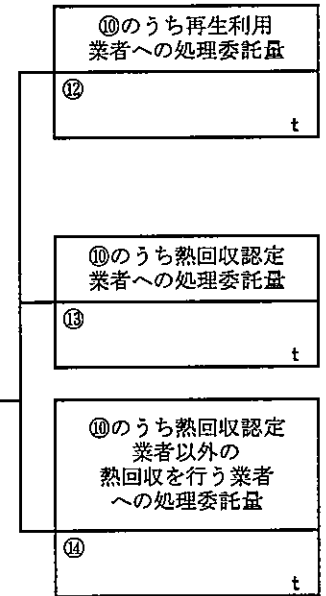 ⑩のうち再生利用
業者への処理委託量
⑫
t
⑩のうち熱回収認定
業者への処理委託量
⑬
t
⑩のうち熱回収認定
業者以外の
熱回収を行う業者
への処理委託量
⑭
t